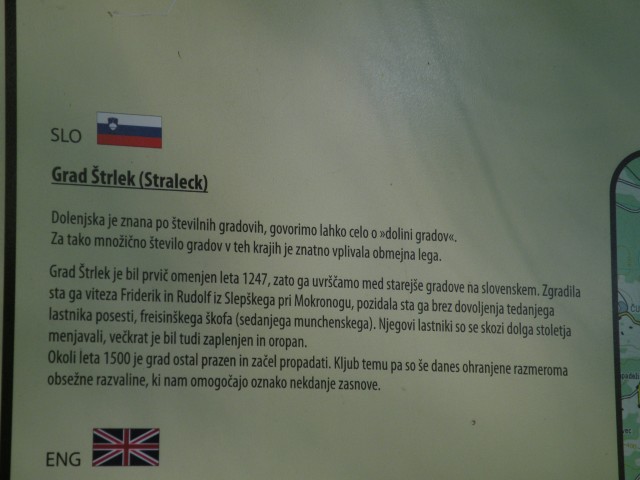 SLO
Grad Štrlek (Straleck)
Dolenjska je znana po številnih gradovih, govorimo lahko celo o »dolini gradov«.
Za tako množično število gradov v teh krajih je znatno vplivala obmejna lega.
Grad Štrlek je bil prvič omenjen leta 1247, zato ga uvrščamo med starejše gradove na slovenskem. Zgradila
sta ga viteza Friderik in Rudolf iz Slepškega pri Mokronogu, pozidala sta ga brez dovoljenja tedanjega
lastnika posesti, freisinškega škofa (sedanjega munchenskega). Njegovi lastniki so se skozi dolga stoletja
menjavali, večkrat je bil tudi zaplenjen in oropan.
Okoli leta 1500 je grad ostal prazen in začel propadati. Kljub temu pa so še danes ohranjene razmeroma
obsežne razvaline, ki nam omogočajo oznako nekdanje zasnove.
ENG